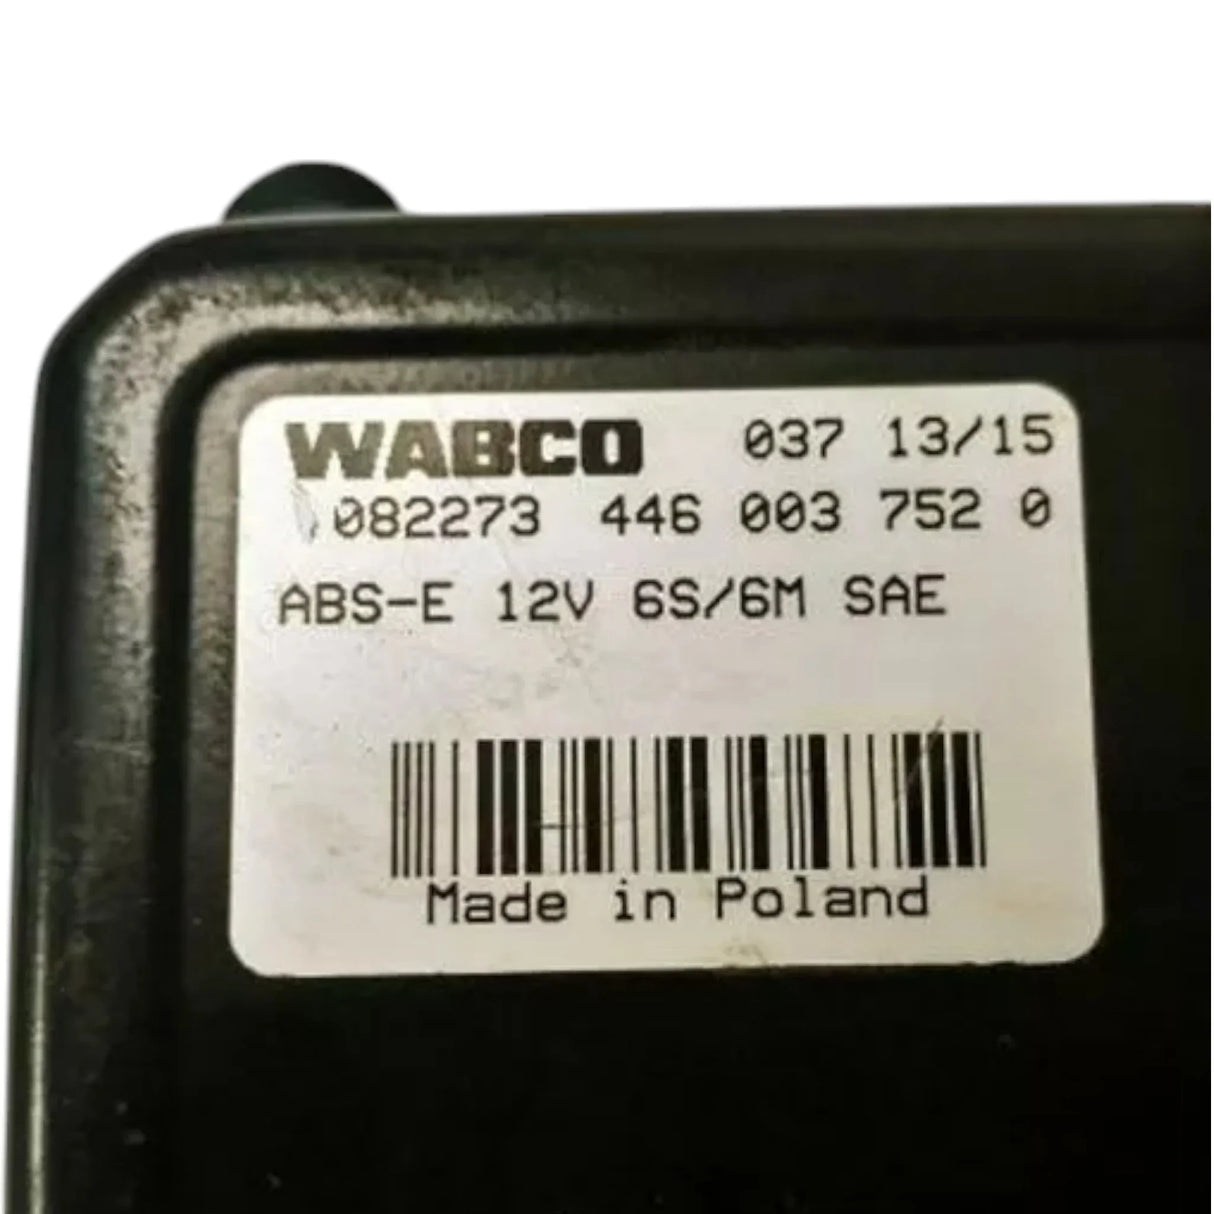 WABCO 037 13/15
082273 446 003 752 0
ABS-E 12V 6S/6M SAE
Made in Poland